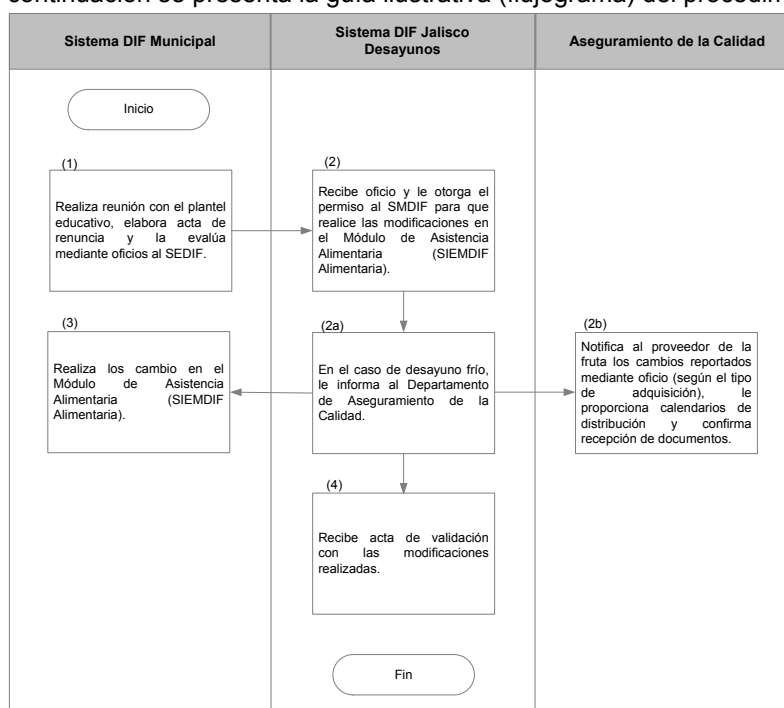 continuación se presenta la guía ilustrativa (flujograma) del procedim
Sistema DIF Municipal
Sistema DIF Jalisco
Desayunos
Aseguramiento de la Calidad
Inicio
(1)
Realiza reunión con el plantel
educativo, elabora acta de
renuncia y la evalúa
mediante oficios al SEDIF.
(2)
Recibe oficio y le otorga el
permiso al SMDIF para que
realice las modificaciones en
el Módulo de Asistencia
Alimentaria (SIEMDIF
Alimentaria).
(3)
Realiza los cambio en el
Módulo de Asistencia
Alimentaria (SIEMDIF
Alimentaria).
(2a)
En el caso de desayuno frío,
le informa al Departamento
de Aseguramiento de la
Calidad.
(2b)
Notifica al proveedor de la
fruta los cambios reportados
mediante oficio (según el tipo
de adquisición), le
proporciona calendarios de
distribución y confirma
recepción de documentos.
(4)
Recibe acta de validación
con las modificaciones
realizadas.
Fin